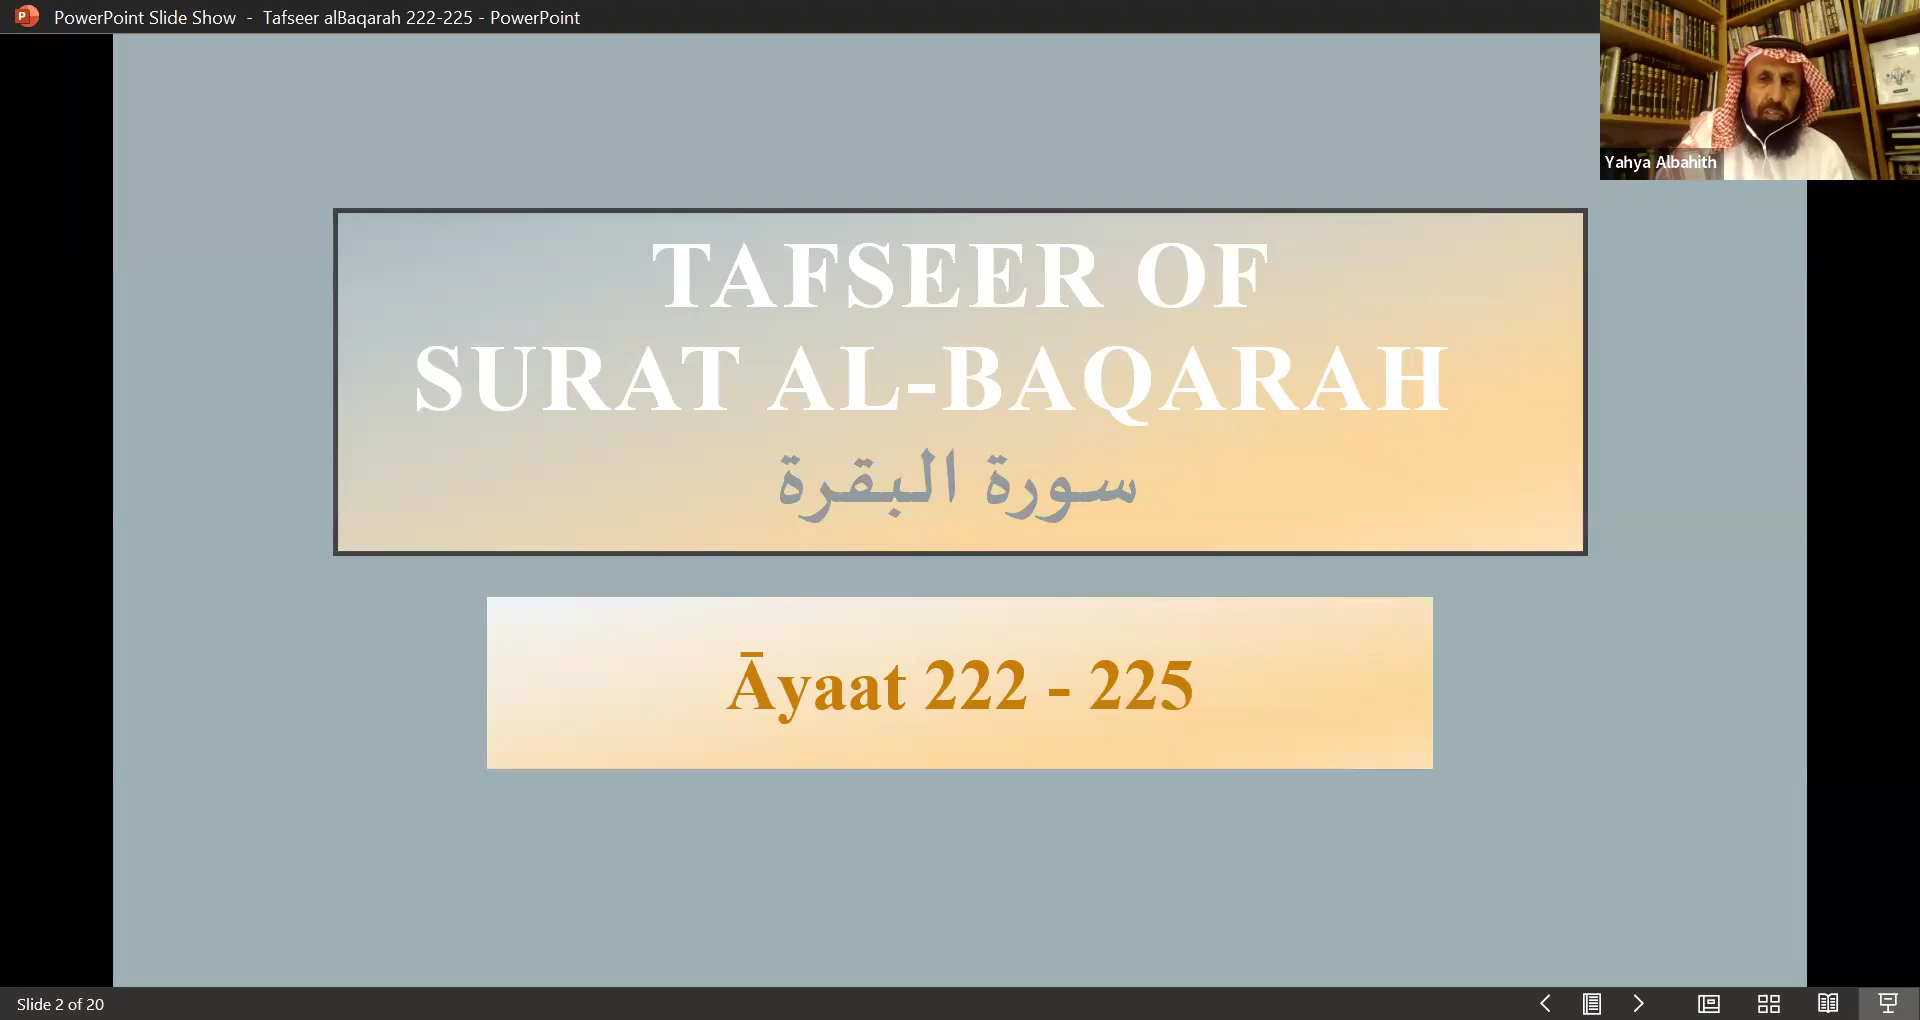 PowerPoint Slide Show - Tafseer alBaqarah 222-225 - PowerPoint
Yahya Albahith
TAFSEER OF
SURAT AL-BAQARAH
سورة البقرة
Āyaat 222 - 225
Slide 2 of 20